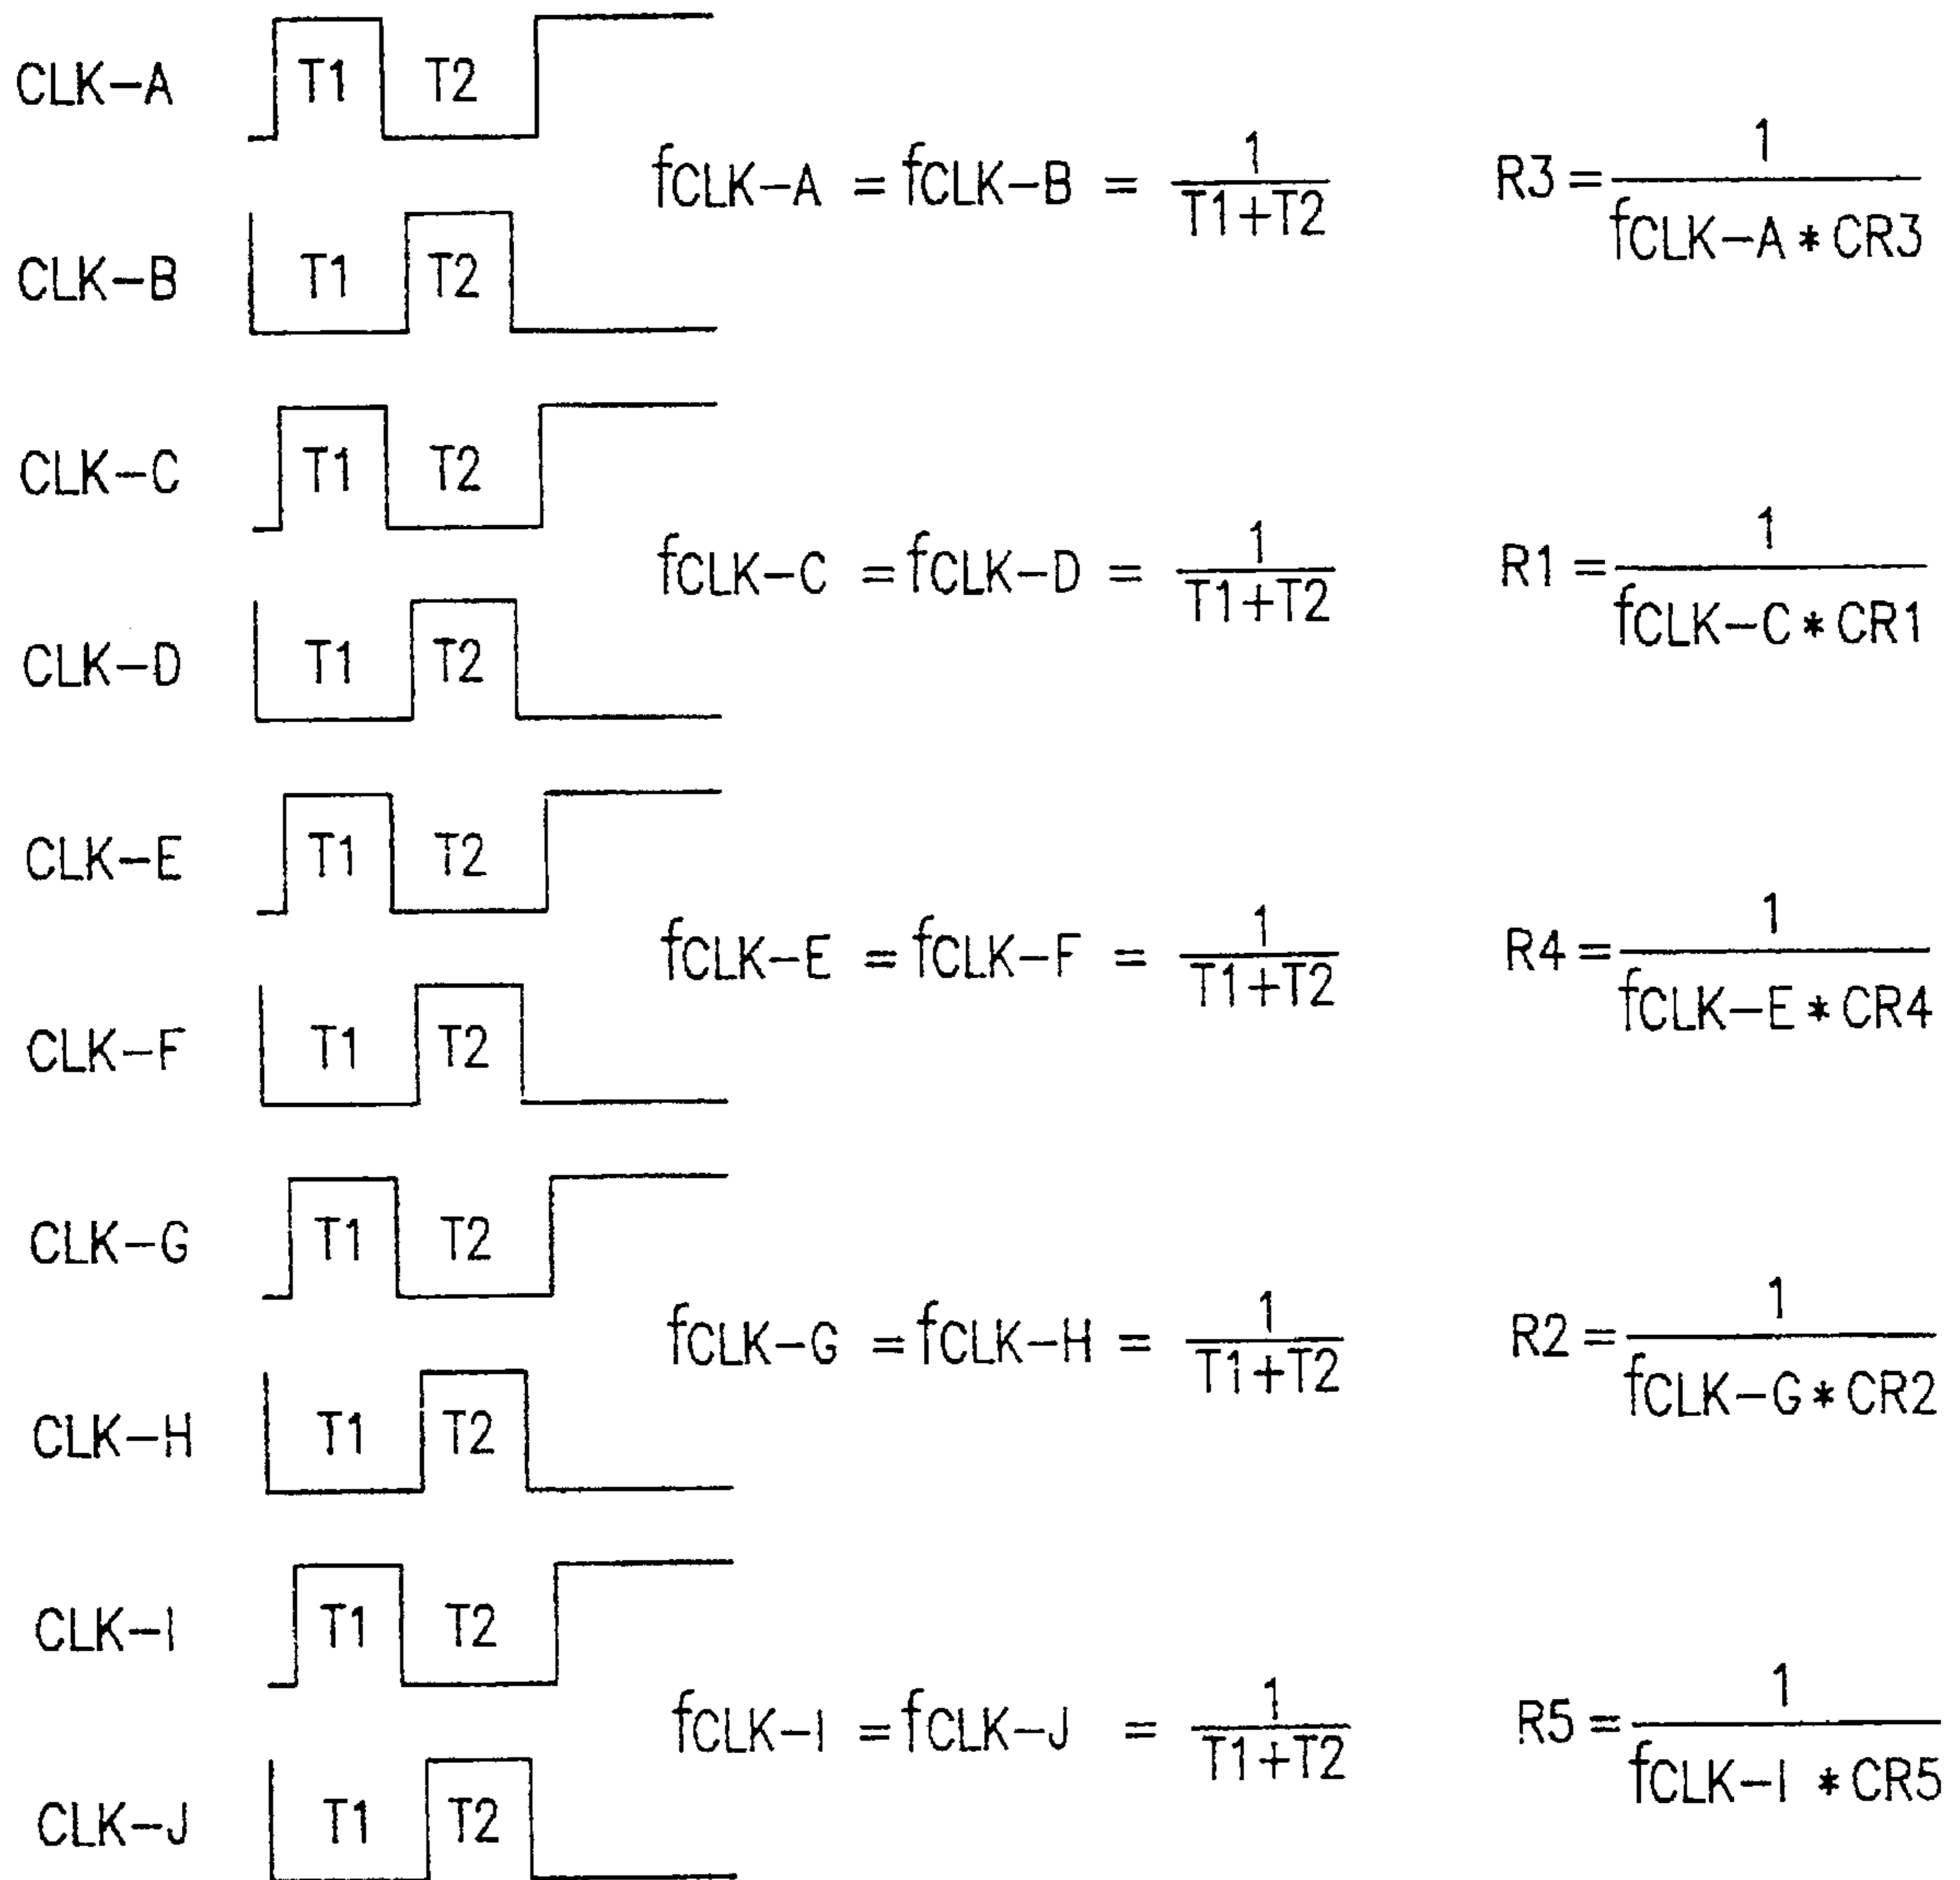 CLK-A T1 T2
fCLK-A = fCLK-B = 1/T1+T2 R3 = 1/fCLK-A * CR3
CLK-B T1 T2
CLK-C T1 T2
fCLK-C = fCLK-D = 1/T1+T2 R1 = 1/fCLK-C * CR1
CLK-D T1 T2
CLK-E T1 T2
fCLK-E = fCLK-F = 1/T1+T2 R4 = 1/fCLK-E * CR4
CLK-F T1 T2
CLK-G T1 T2
fCLK-G = fCLK-H = 1/T1+T2 R2 = 1/fCLK-G * CR2
CLK-H T1 T2
CLK-I T1 T2
fCLK-I = fCLK-J = 1/T1+T2 R5 = 1/fCLK-I * CR5
CLK-J T1 T2